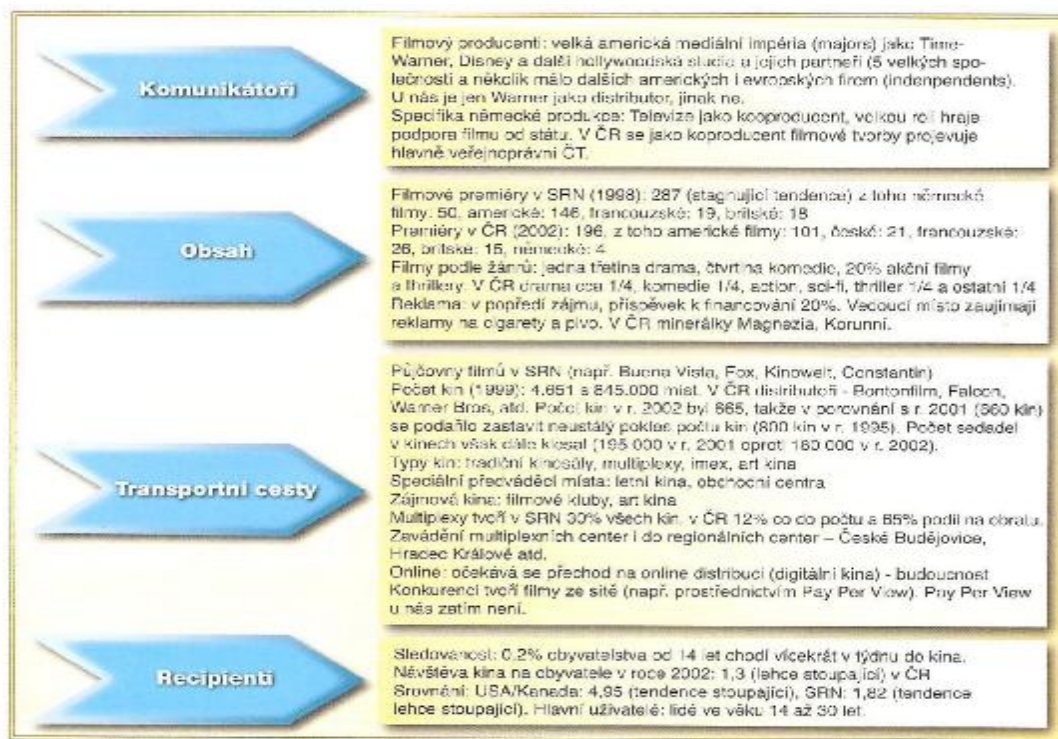 Komunikátoři
Filmový producenti: velká americká mediální impéria (majors) jako Time-
Warner, Disney a další hollywoodská studia a jejich partneři (5 velkých spo-
lečností a několik málo dalších amerických i evropských firem (indenpendents).
U nás je jen Warner jako distributor, jinak ne.
Specifika německé produkce: Televize jako kooproducent, velkou roli hraje
podpora filmu od státu. V ČR se jako koproducent filmové tvorby projevuje
hlavně veřejnoprávní ČT.
Obsah
Filmové premiéry v SRN (1998): 287 (stagnující tendence) z toho německé
filmy: 50, americké: 146, francouzské: 19, britské: 18
Premiéry v ČR (2002): 196, z toho americké filmy: 101, české: 21, francouzské:
26, britské: 15, německé: 4
Filmy podle žánrů: jedna třetina drama, čtvrtina komedie, 20% akční filmy
a thrillery. V ČR drama cca 1/4, komedie 1/4, action, sci-fi, thriller 1/4 a ostatní 1/4
Reklama: v popředí zájmu, příspěvek k financování 20%. Vedoucí místo zaujímají
reklamy na cigarety a pivo. V ČR minerálky Magnezia, Korunní.
Transportní cesty
Půjčovny filmů v SRN (např. Buena Vista, Fox, Kinowelt, Constantin)
Počet kin (1999): 4.651 s 845.000 míst. V ČR distributoři - Bontonfilm, Falcon,
Warner Bros, atd. Počet kin v r. 2002 byl 665, takže v porovnání s r. 2001 (660 kin)
se podařilo zastavit neustálý pokles počtu kin (800 kin v r. 1995). Počet sedadel
v kinech však dále klesal (195 000 v r. 2001 oproti 180 000 v r. 2002).
Typy kin: tradiční kinosály, multiplexy, imex, art kina
Speciální předváděcí místa: letní kina, obchodní centra
Zájmová kina: filmové kluby, art kina
Multiplexy tvoří v SRN 30% všech kin, v ČR 12% co do počtu a 65% podíl na obratu.
Zavádění multiplexních center i do regionálních center – České Budějovice,
Hradec Králové atd.
Online: očekává se přechod na online distribuci (digitální kina) - budoucnost
Konkurenci tvoří filmy ze sítě (např. prostřednictvím Pay Per View). Pay Per View
u nás zatím není.
Recipienti
Sledovanost: 0,2% obyvatelstva od 14 let chodí vícekrát v týdnu do kina.
Návštěva kina na obyvatele v roce 2002: 1,3 (lehce stoupající) v ČR
Srovnání: USA/Kanada: 4,95 (tendence stoupající), SRN: 1,82 (tendence
lehce stoupající). Hlavní uživatelé: lidé ve věku 14 až 30 let.